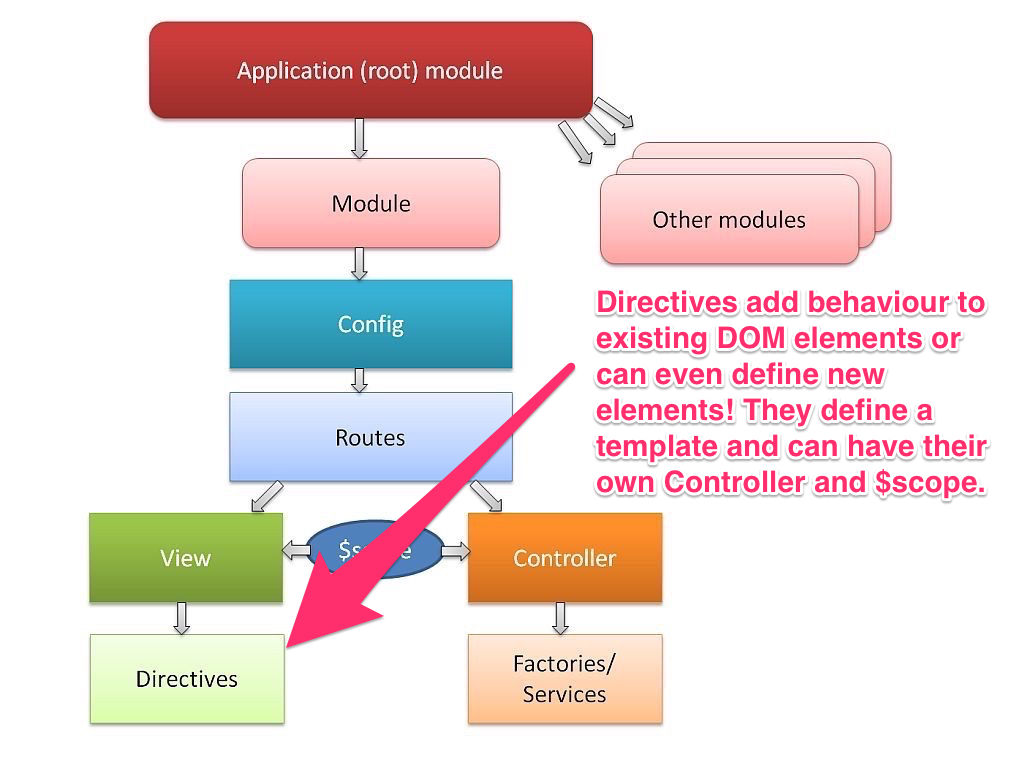 Application (root) module
Module
Other modules
Config
Directives add behaviour to
existing DOM elements or
can even define new
elements! They define a
template and can have their
own Controller and $scope.
Routes
View
Controller
Directives
Factories/
Services